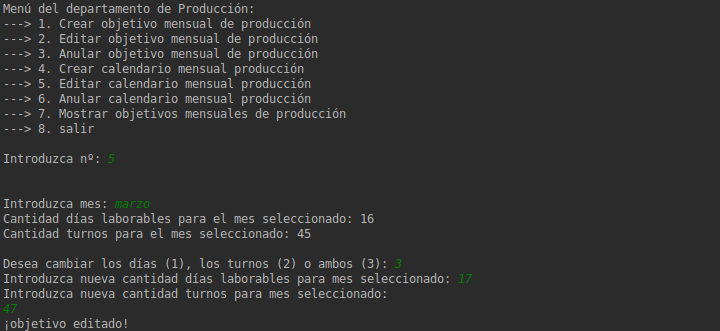 Menú del departamento de Producción:
---> 1. Crear objetivo mensual de producción
---> 2. Editar objetivo mensual de producción
---> 3. Anular objetivo mensual de producción
---> 4. Crear calendario mensual producción
---> 5. Editar calendario mensual producción
---> 6. Anular calendario mensual producción
---> 7. Mostrar objetivos mensuales de producción
---> 8. salir
Introduzca nº: 5
Introduzca mes: marzo
Cantidad días laborables para el mes seleccionado: 16
Cantidad turnos para el mes seleccionado: 45
Desea cambiar los días (1), los turnos (2) o ambos (3): 3
Introduzca nueva cantidad días laborables para mes seleccionado: 17
Introduzca nueva cantidad turnos para mes seleccionado:
47
¡objetivo editado!